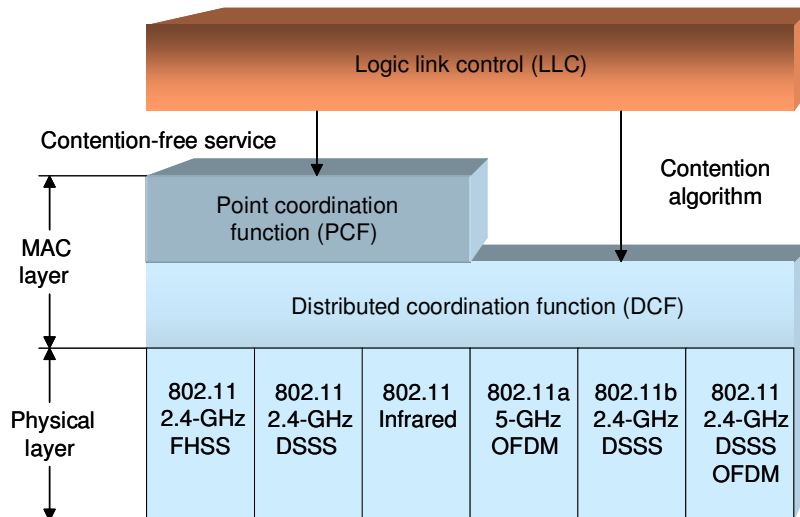 Logic link control (LLC)
Contention-free service
Contention
algorithm
Point coordination
function (PCF)
MAC
layer
Distributed coordination function (DCF)
Physical
layer
802.11
2.4-GHz
FHSS
802.11
2.4-GHz
DSSS
802.11
Infrared
802.11a
5-GHz
OFDM
802.11b
2.4-GHz
DSSS
802.11
2.4-GHz
DSSS
OFDM